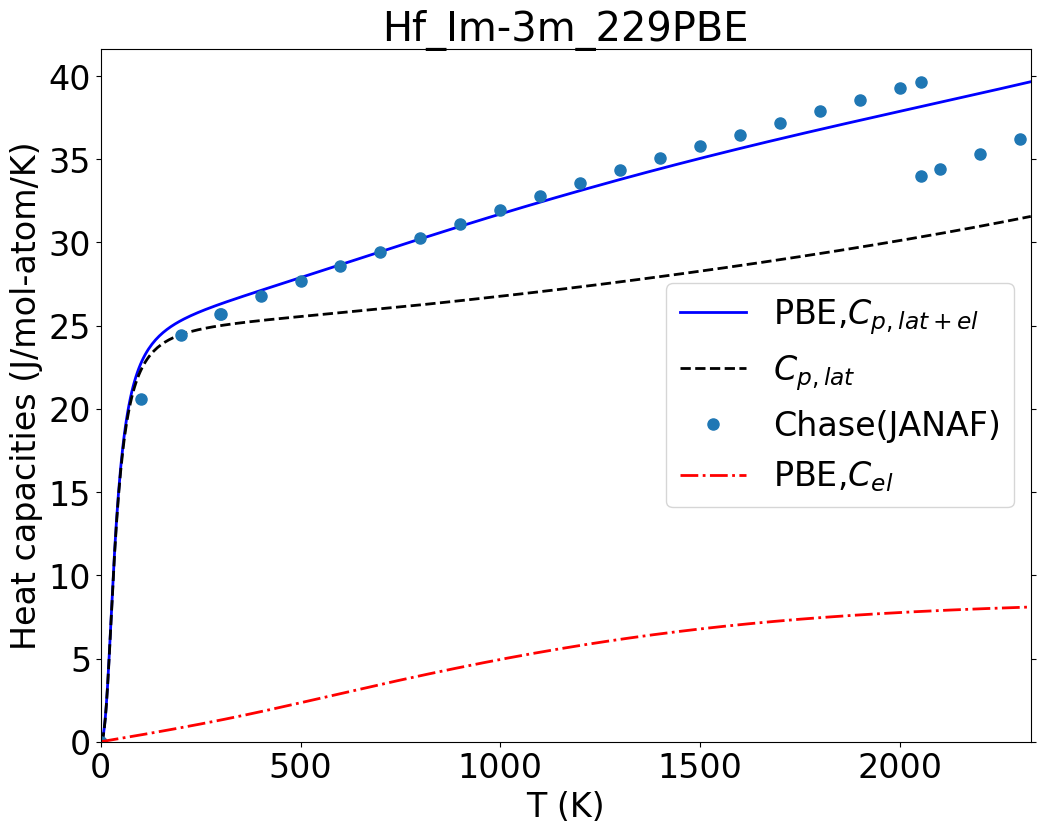 Hf_Im-3m_229PBE
Heat capacities (J/mol-atom/K)
40
35
30
25
20
15
10
5
0
PBE,C_{p,lat+el}
C_{p,lat}
Chase(JANAF)
PBE,C_{el}
0 500 1000 1500 2000
T (K)